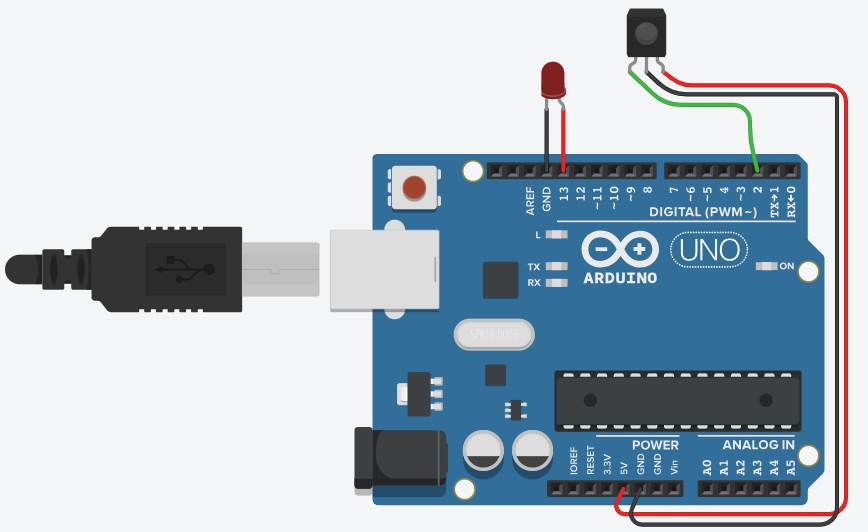 AREF
GND
13
12
~11
~10
~9
8
7
~6
~5
4
~3
2
TX→1
RX←0
DIGITAL (PWM~)
L
TX
RX
ARDUINO
UNO
ON
POWER
ANALOG IN
IOREF
RESET
3.3V
5V
GND
GND
Vin
A0
A1
A2
A3
A4
A5